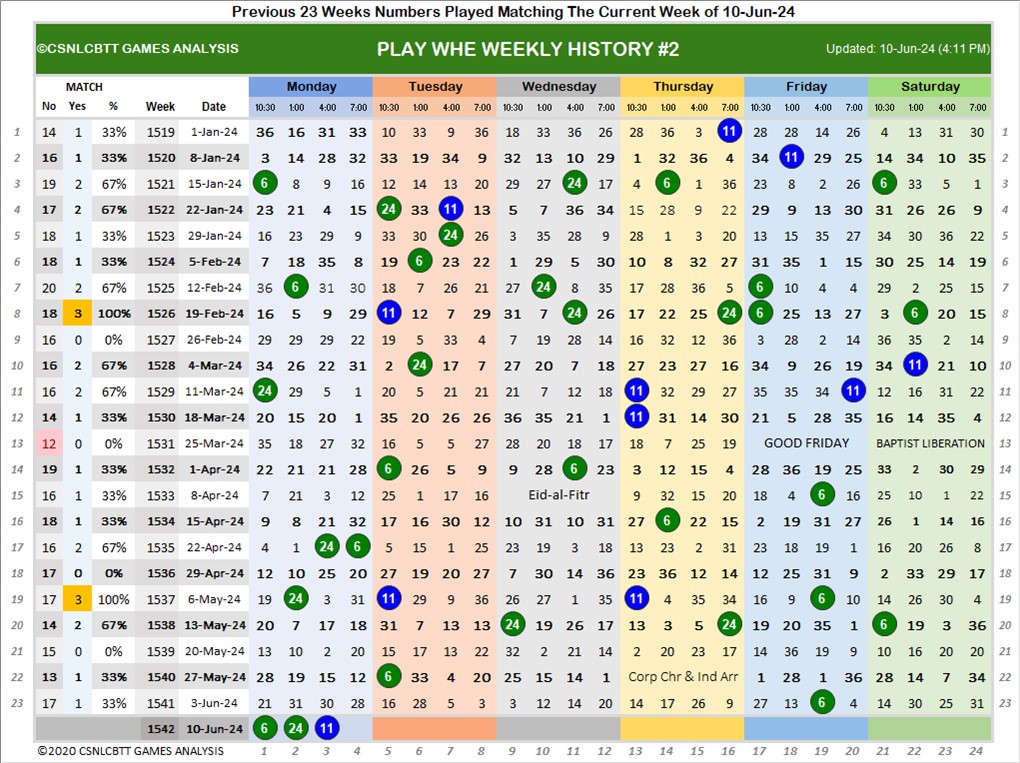 Previous 23 Weeks Numbers Played Matching The Current Week of 10-Jun-24
©CSNLCBTT GAMES ANALYSIS PLAY WHE WEEKLY HISTORY #2 Updated: 10-Jun-24 (4:11 PM)
MATCH Monday Tuesday Wednesday Thursday Friday Saturday
No Yes % Week Date 10:30 1:00 4:00 7:00 10:30 1:00 4:00 7:00 10:30 1:00 4:00 7:00 10:30 1:00 4:00 7:00 10:30 1:00 4:00 7:00 10:30 1:00 4:00 7:00
1 14 1 33% 1519 1-Jan-24 36 16 31 33 10 33 9 36 18 33 36 26 28 36 3 11 28 28 14 26 4 13 31 30 1
2 16 1 33% 1520 8-Jan-24 3 14 28 32 33 19 34 9 32 13 10 29 1 32 36 4 34 11 29 25 14 34 10 35 2
3 19 2 67% 1521 15-Jan-24 6 8 9 16 12 14 13 20 29 27 24 17 4 6 1 36 23 8 2 26 6 33 5 1 3
4 17 2 67% 1522 22-Jan-24 23 21 4 15 24 33 11 13 5 7 36 34 15 28 9 22 29 9 13 30 31 26 26 9 4
5 18 1 33% 1523 29-Jan-24 16 23 29 9 33 30 24 26 3 35 28 9 28 1 3 20 13 15 35 27 34 30 36 22 5
6 18 1 33% 1524 5-Feb-24 7 18 35 8 19 6 23 22 1 29 5 30 10 8 32 27 31 35 1 15 30 25 14 19 6
7 20 2 67% 1525 12-Feb-24 36 6 31 30 18 7 26 21 27 24 8 35 17 28 36 5 6 10 4 4 29 2 25 15 7
8 18 3 100% 1526 19-Feb-24 16 5 9 29 11 12 7 29 31 7 24 26 17 22 25 24 6 25 13 27 3 6 20 15 8
9 16 0 0% 1527 26-Feb-24 29 29 29 22 19 5 33 4 7 19 28 14 16 32 12 36 3 28 2 14 36 35 2 14 9
10 16 2 67% 1528 4-Mar-24 34 26 22 31 2 24 17 7 27 20 7 18 27 23 27 16 34 9 26 19 34 11 21 10 10
11 16 2 67% 1529 11-Mar-24 24 29 5 1 20 5 21 21 21 7 12 18 11 32 29 27 35 35 34 11 12 16 31 22 11
12 14 1 33% 1530 18-Mar-24 20 15 20 1 35 20 26 26 36 35 21 1 11 31 14 30 21 5 28 35 16 14 35 4 12
13 12 0 0% 1531 25-Mar-24 35 18 27 32 16 5 5 27 28 20 18 17 18 7 25 19 GOOD FRIDAY BAPTIST LIBERATION 13
14 19 1 33% 1532 1-Apr-24 22 21 21 28 6 26 5 9 9 28 6 23 3 12 15 4 28 36 19 25 33 2 30 29 14
15 16 1 33% 1533 8-Apr-24 7 21 3 12 25 1 17 16 Eid-al-Fitr 9 32 15 20 18 4 6 16 25 10 1 22 15
16 18 1 33% 1534 15-Apr-24 9 8 21 32 17 16 30 12 10 31 10 31 27 6 22 15 2 19 31 27 26 1 14 16 16
17 16 2 67% 1535 22-Apr-24 4 1 24 6 5 15 1 25 23 19 3 18 13 23 2 31 23 18 19 1 16 20 26 8 17
18 17 0 0% 1536 29-Apr-24 12 10 25 20 27 19 20 27 7 30 14 36 23 36 12 14 12 25 31 9 2 33 29 17 18
19 17 3 100% 1537 6-May-24 19 24 3 31 11 29 9 36 26 27 1 35 11 4 35 34 16 9 6 10 14 26 30 4 19
20 14 2 67% 1538 13-May-24 20 7 17 18 31 7 13 13 24 19 26 17 13 3 5 24 19 20 35 1 6 19 3 36 20
21 15 0 0% 1539 20-May-24 13 10 2 20 15 17 13 22 32 2 21 14 2 20 23 17 14 36 19 9 10 16 20 20 21
22 13 1 33% 1540 27-May-24 28 19 15 12 6 33 4 20 25 15 14 1 Corp Chr & Ind Arr 1 28 1 36 28 14 7 34 22
23 17 1 33% 1541 3-Jun-24 21 31 30 28 16 28 5 3 3 12 14 20 14 17 26 9 27 13 6 4 14 30 25 31 23
1542 10-Jun-24 6 24 11
©2020 CSNLCBTT GAMES ANALYSIS 1 2 3 4 5 6 7 8 9 10 11 12 13 14 15 16 17 18 19 20 21 22 23 24